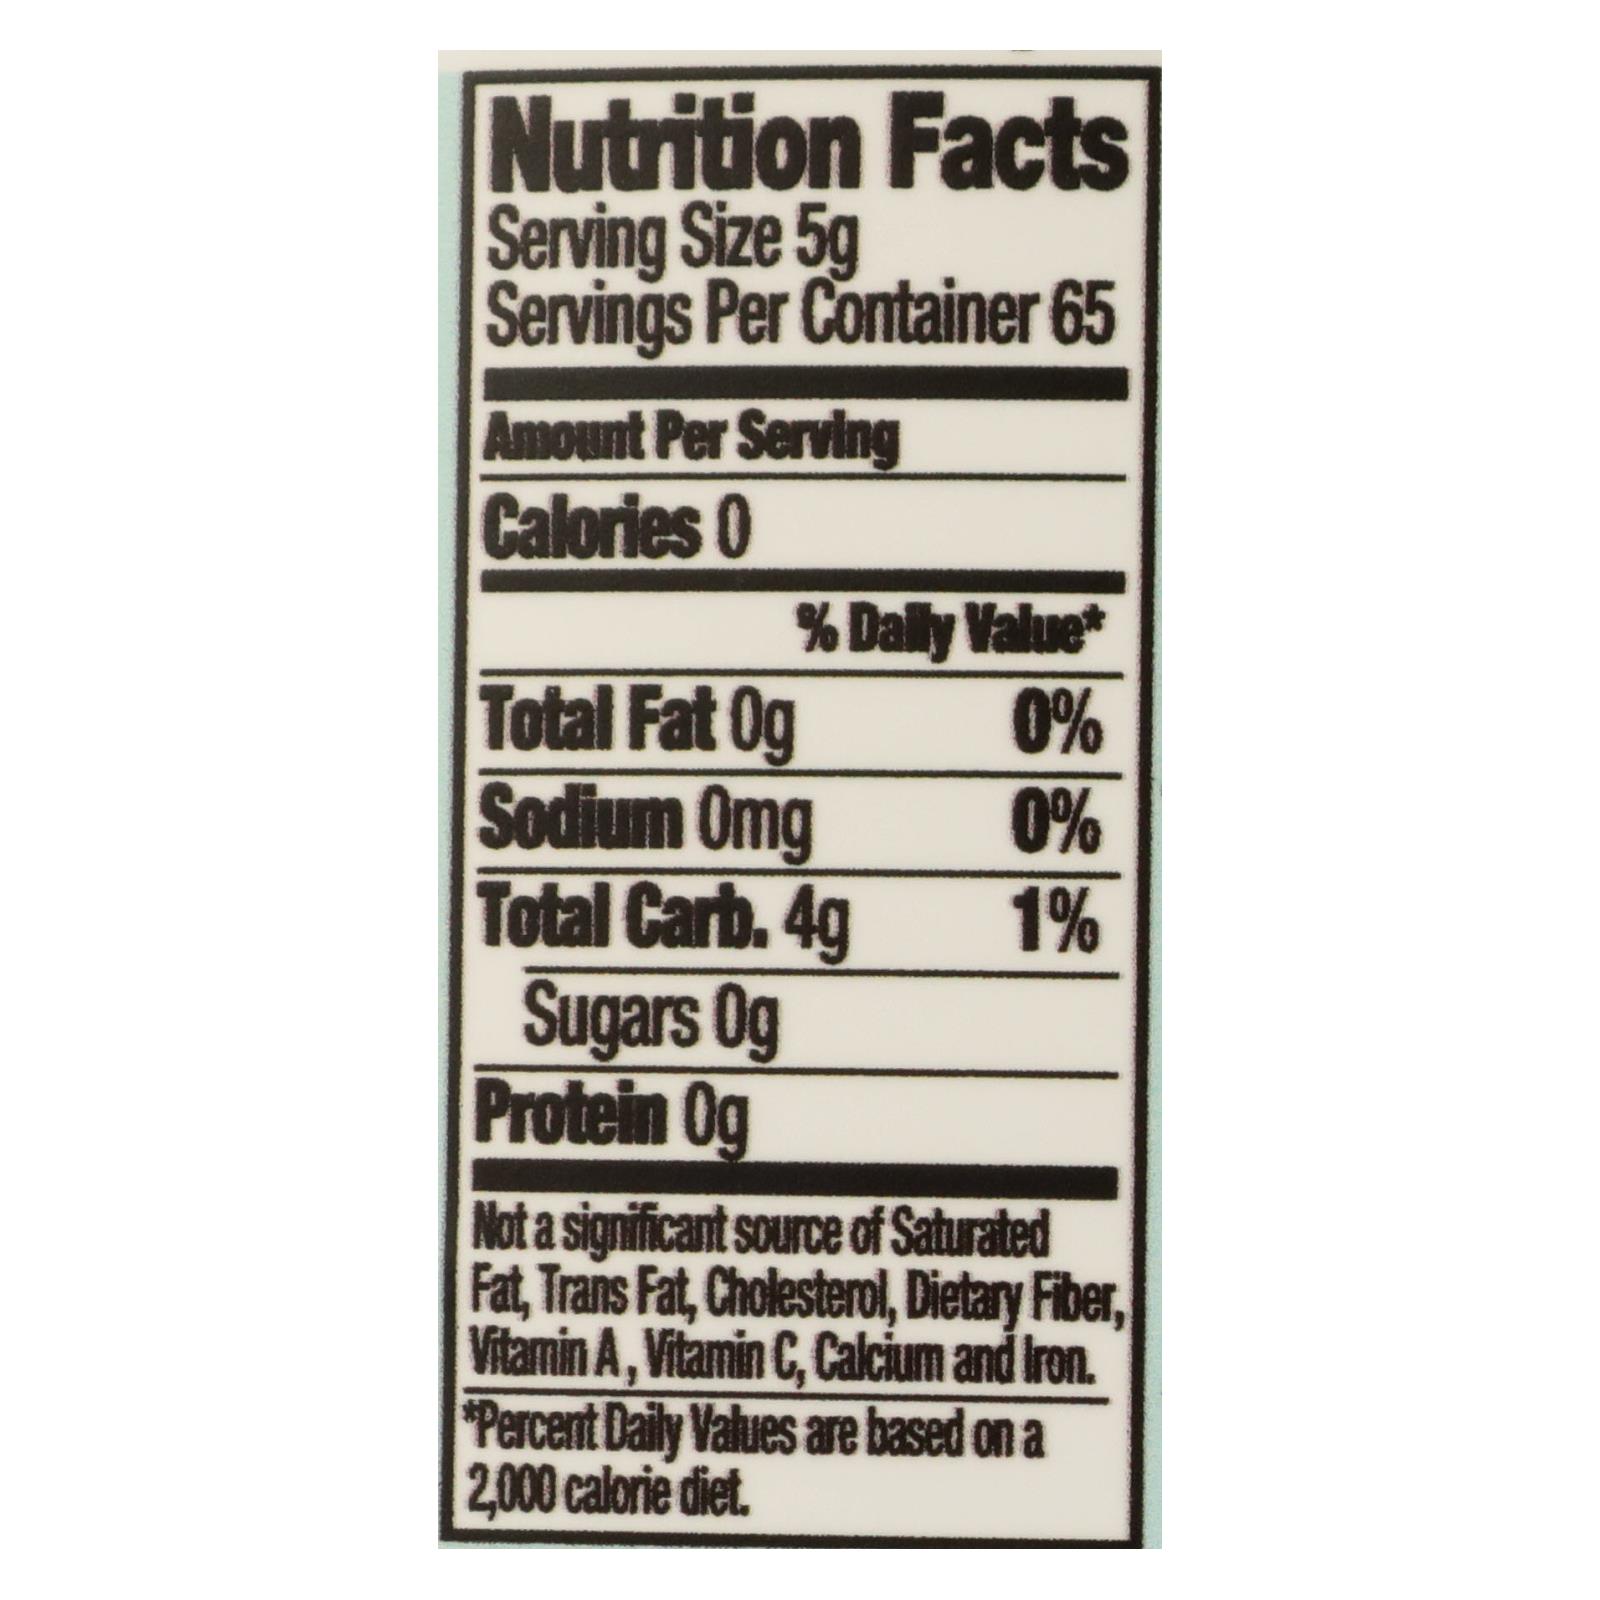 Nutrition Facts
Serving Size 5g
Servings Per Container 65
Amount Per Serving
Calories 0
% Daily Value*
Total Fat 0g 0%
Sodium 0mg 0%
Total Carb. 4g 1%
Sugars 0g
Protein 0g
Not a significant source of Saturated
Fat, Trans Fat, Cholesterol, Dietary Fiber,
Vitamin A , Vitamin C, Calcium and Iron.
*Percent Daily Values are based on a
2,000 calorie diet.